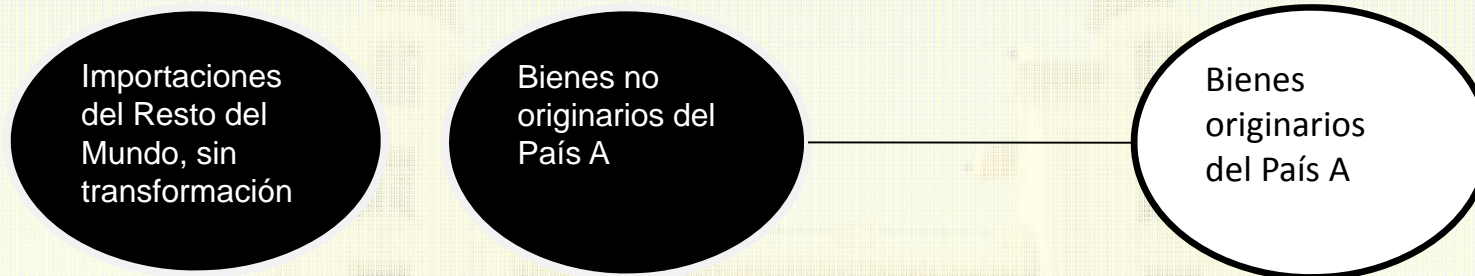 Importaciones
del Resto del
Mundo, sin
transformación
Bienes no
originarios del
País A
Bienes
originarios
del País A